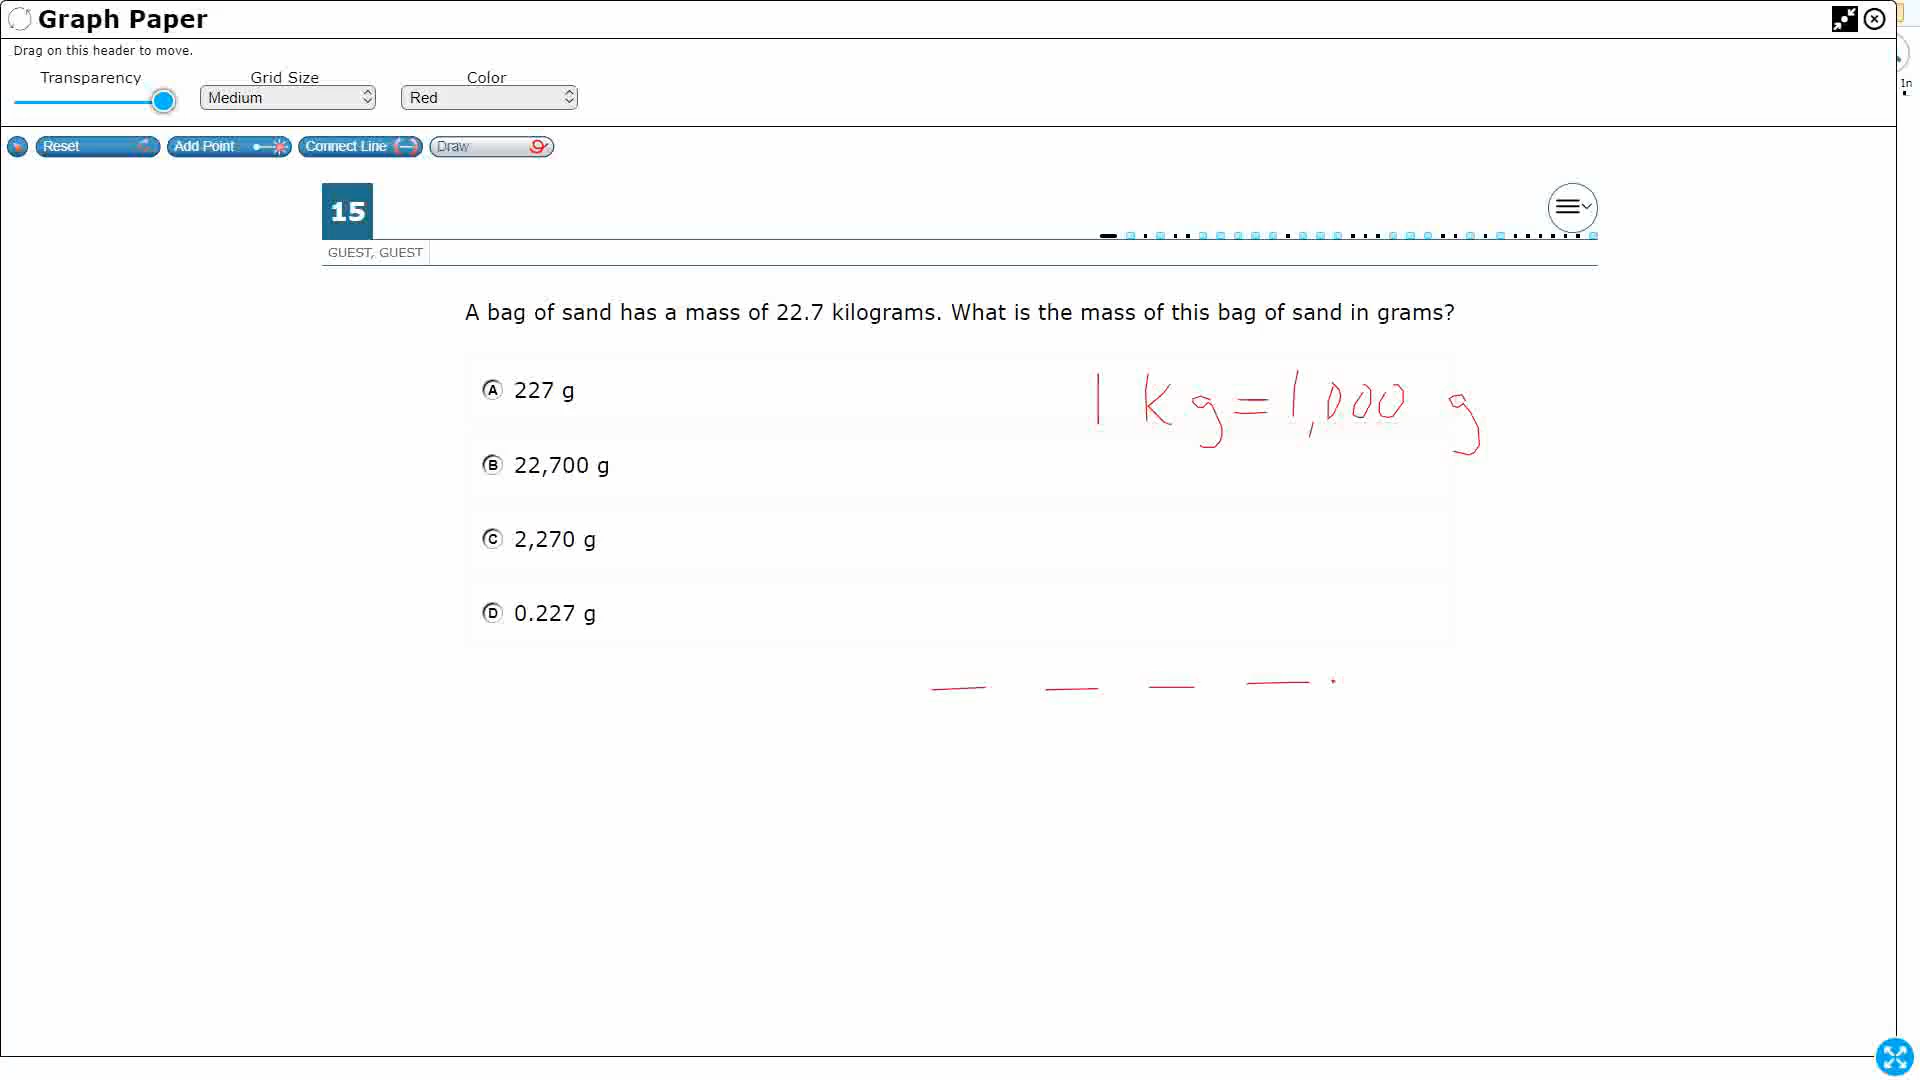 Graph Paper
Drag on this header to move.
Transparency Grid Size Color
Medium Red
Reset Add Point Connect Line Draw
15
GUEST, GUEST
A bag of sand has a mass of 22.7 kilograms. What is the mass of this bag of sand in grams?
A 227 g
1 kg = 1,000 g
B 22,700 g
C 2,270 g
D 0.227 g